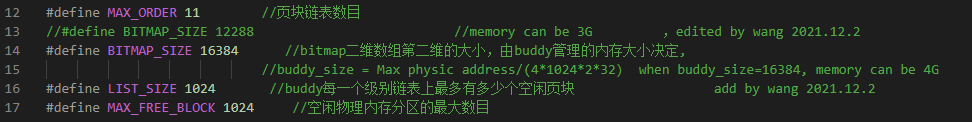 12 #define MAX_ORDER 11 //页块链表数目
13 //#define BITMAP_SIZE 12288 //memory can be 3G , edited by wang 2021.12.2
14 #define BITMAP_SIZE 16384 //bitmap二维数组第二维的大小，由buddy管理的内存大小决定,
15 //buddy_size = Max physic address/(4*1024*2*32) when buddy_size=16384, memory can be 4G
16 #define LIST_SIZE 1024 //buddy每一个级别链表上最多有多少个空闲页块 add by wang 2021.12.2
17 #define MAX_FREE_BLOCK 1024 //空闲物理内存分区的最大数目